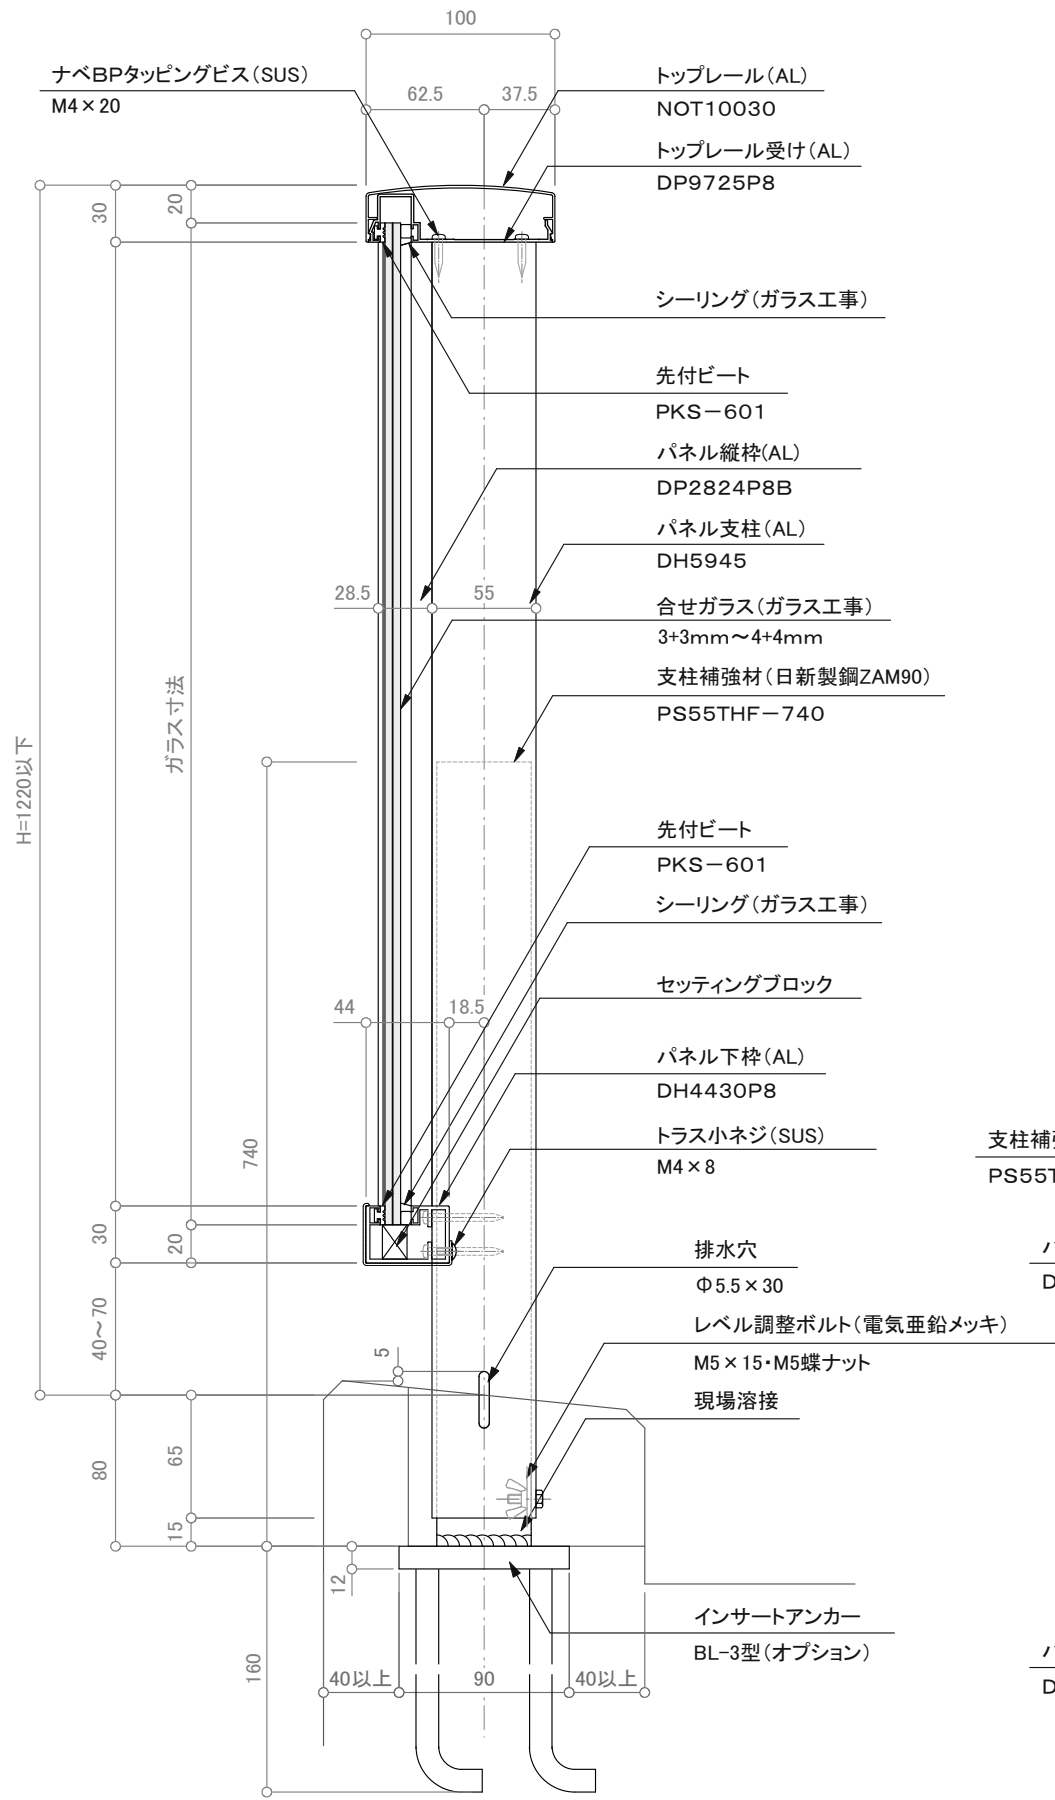 100
ナベBPタッピングビス(SUS)
M4×20
62.5
37.5
トップレール(AL)
NOT10030
トップレール受け(AL)
DP9725P8
30
20
シーリング(ガラス工事)
先付ビート
PKS-601
パネル縦枠(AL)
DP2824P8B
パネル支柱(AL)
DH5945
28.5
55
合せガラス(ガラス工事)
3+3mm~4+4mm
支柱補強材(日新製鋼ZAM90)
PS55THF-740
ガラス寸法
H=1220以下
先付ビート
PKS-601
シーリング(ガラス工事)
セッティングブロック
44
18.5
パネル下枠(AL)
DH4430P8
トラス小ネジ(SUS)
M4×8
740
支柱補強
PS55T
30
20
排水穴
Φ5.5×30
パ
D
40~70
レベル調整ボルト(電気亜鉛メッキ)
M5×15・M5蝶ナット
5
現場溶接
80
65
15
12
インサートアンカー
BL-3型(オプション)
パ
D
160
40以上
90
40以上